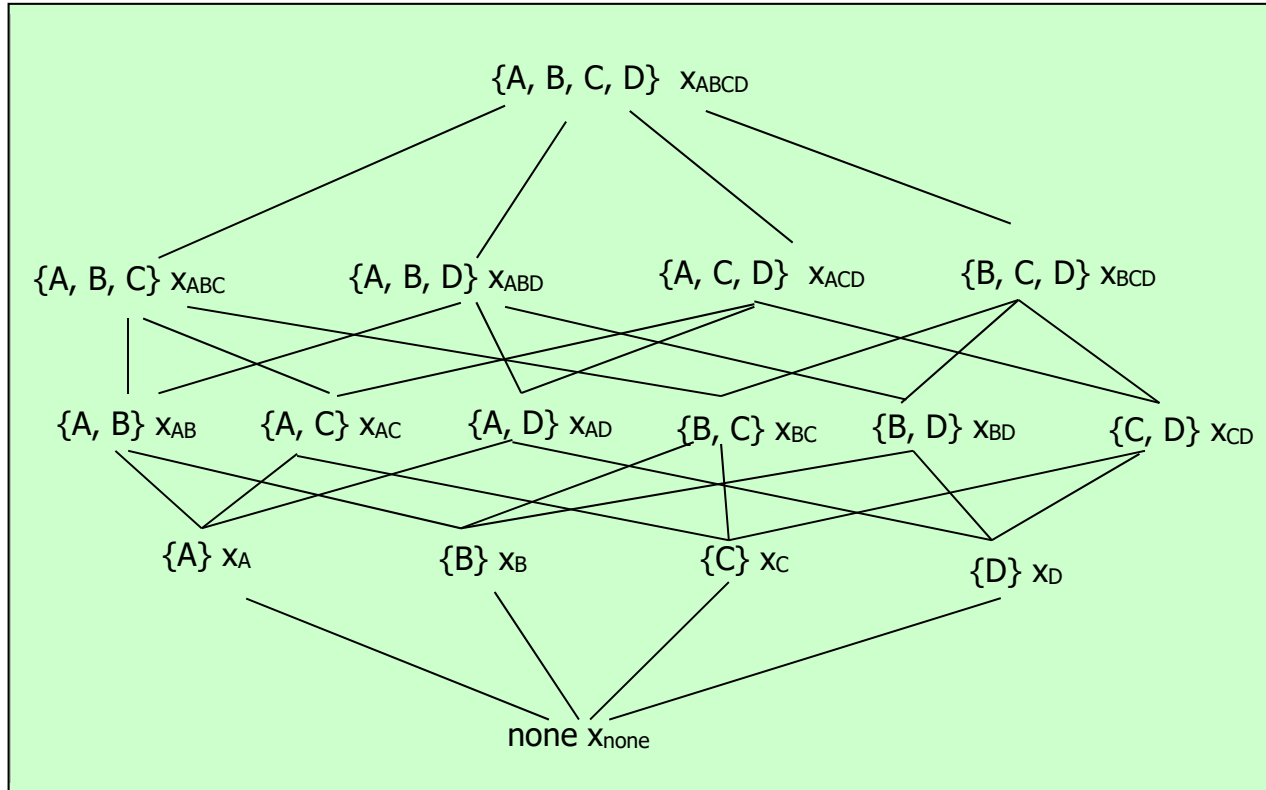 {A, B, C, D} xABCD
{A, B, C} xABC {A, B, D} xABD {A, C, D} xACD {B, C, D} xBCD
{A, B} xAB {A, C} xAC {A, D} xAD {B, C} xBC {B, D} xBD {C, D} xCD
{A} xA {B} xB {C} xC {D} xD
none xnone